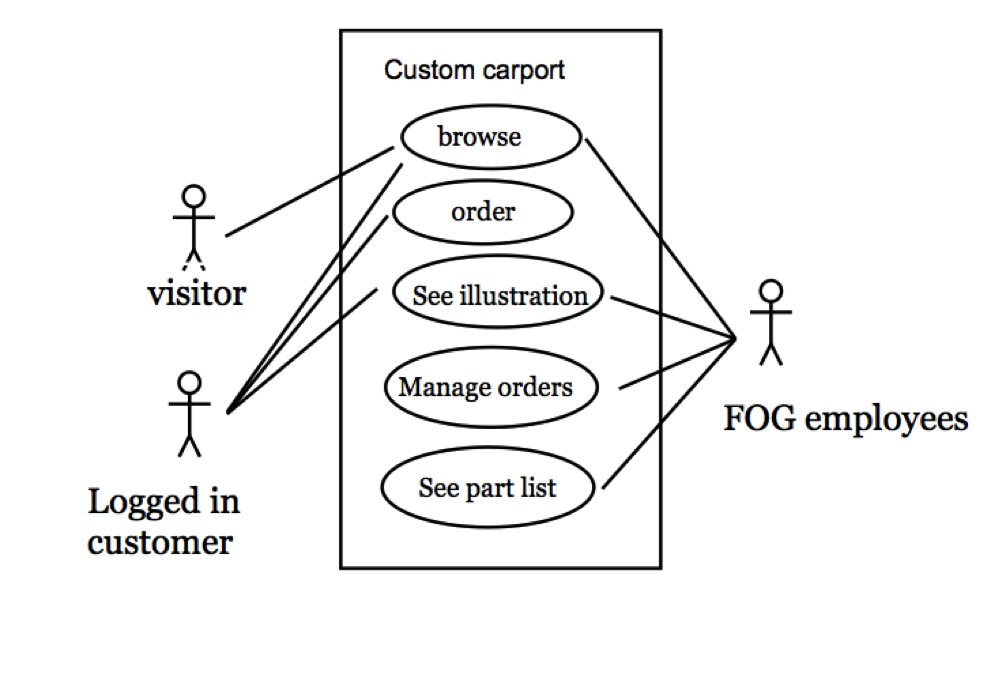 Custom carport
browse
order
See illustration
Manage orders
See part list
visitor
Logged in
customer
FOG employees